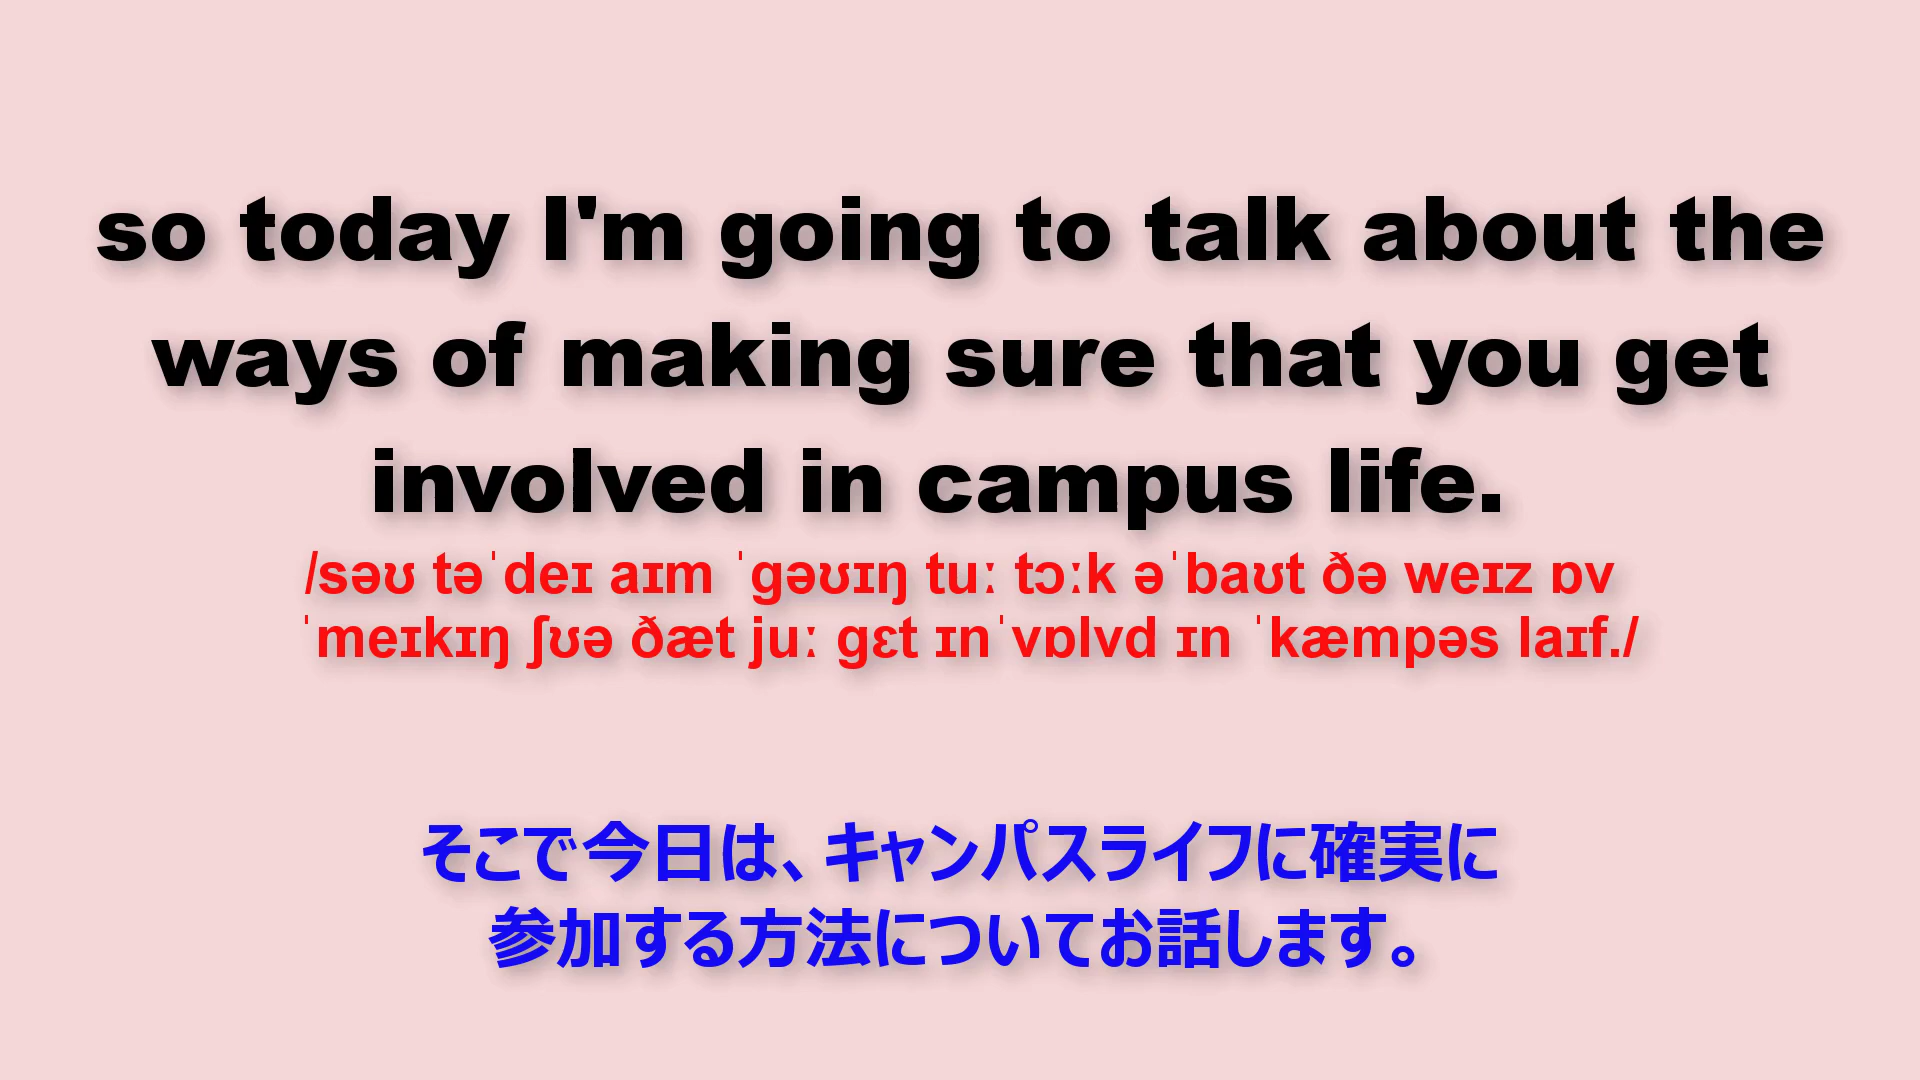 so today I'm going to talk about the
ways of making sure that you get
involved in campus life.
/səʊ təˈdeɪ aɪm ˈgəʊɪŋ tuː tɔːk əˈbaʊt ðə weɪz ɒv
ˈmeɪkɪŋ ʃʊə ðæt juː gɛt ɪnˈvɒlvd ɪn ˈkæmpəs laɪf./
そこで今日は、キャンパスライフに確実に
参加する方法についてお話します。